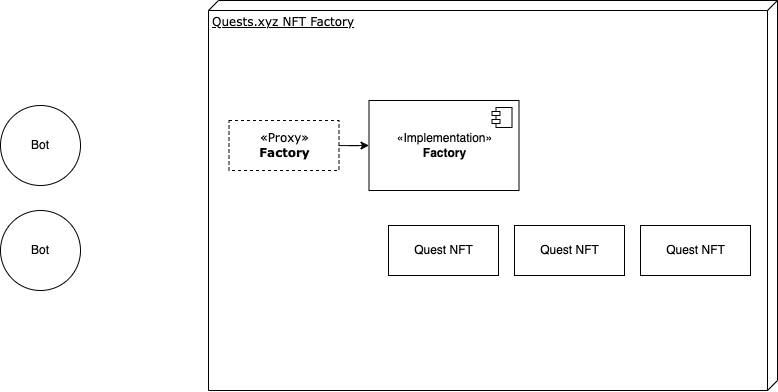 Quests.xyz NFT Factory
Bot
«Proxy»
Factory
«Implementation»
Factory
Bot
Quest NFT
Quest NFT
Quest NFT